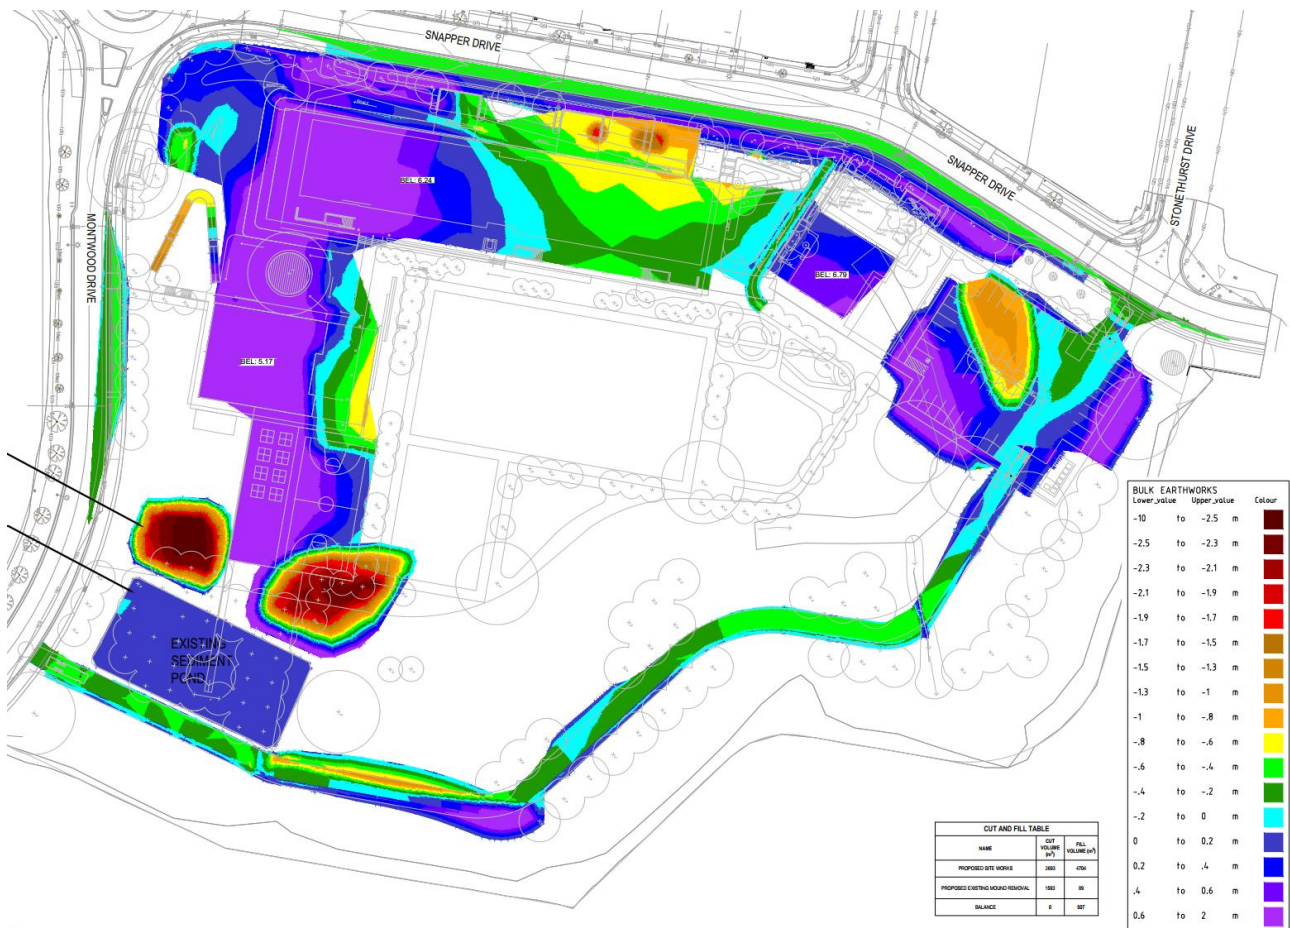 SNAPPER DRIVE
SNAPPER DRIVE
STONETHURST DRIVE
MONTWOOD DRIVE
BEL: 6.24
BEL: 6.79
BEL: 5.17
EXISTING
SEDIMENT
POND
BULK EARTHWORKS
Lower_value Upper_value Colour
-10 to -2.5 m
-2.5 to -2.3 m
-2.3 to -2.1 m
-2.1 to -1.9 m
-1.9 to -1.7 m
-1.7 to -1.5 m
-1.5 to -1.3 m
-1.3 to -1 m
-1 to -.8 m
-.8 to -.6 m
-.6 to -.4 m
-.4 to -.2 m
-.2 to 0 m
0 to 0.2 m
0.2 to .4 m
.4 to 0.6 m
0.6 to 2 m
CUT AND FILL TABLE
NAME CUT VOLUME (m³) FILL VOLUME (m³)
PROPOSED SITE WORKS 4704
PROPOSED EXISTING MOUND REMOVAL
BALANCE